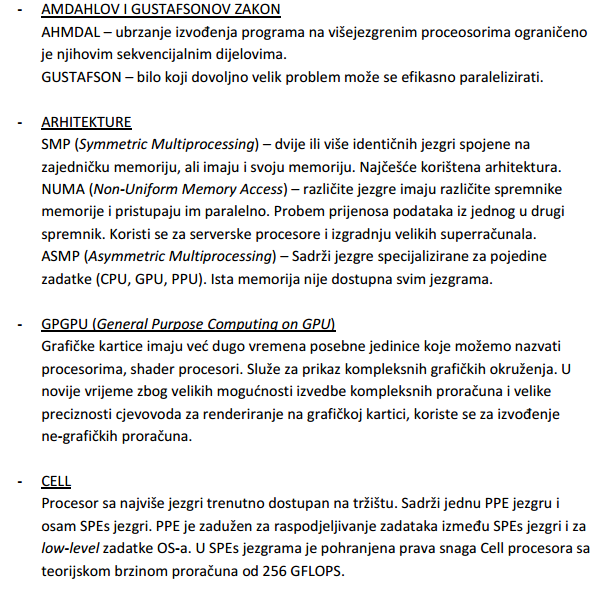 - AMDAHLOV I GUSTAFSONOV ZAKON
AHMDAL – ubrzanje izvođenja programa na višejezgrenim proceosorima ograničeno
je njihovim sekvencijalnim dijelovima.
GUSTAFSON – bilo koji dovoljno velik problem može se efikasno paralelizirati.
- ARHITEKTURE
SMP (Symmetric Multiprocessing) – dvije ili više identičnih jezgri spojene na
zajedničku memoriju, ali imaju i svoju memoriju. Najčešće korištena arhitektura.
NUMA (Non-Uniform Memory Access) – različite jezgre imaju različite spremnike
memorije i pristupaju im paralelno. Probem prijenosa podataka iz jednog u drugi
spremnik. Koristi se za serverske procesore i izgradnju velikih superračunala.
ASMP (Asymmetric Multiprocessing) – Sadrži jezgre specijalizirane za pojedine
zadatke (CPU, GPU, PPU). Ista memorija nije dostupna svim jezgrama.
- GPGPU (General Purpose Computing on GPU)
Grafičke kartice imaju već dugo vremena posebne jedinice koje možemo nazvati
procesorima, shader procesori. Služe za prikaz kompleksnih grafičkih okruženja. U
novije vrijeme zbog velikih mogućnosti izvedbe kompleksnih proračuna i velike
preciznosti cjevovoda za renderiranje na grafičkoj kartici, koriste se za izvođenje
ne-grafičkih proračuna.
- CELL
Procesor sa najviše jezgri trenutno dostupan na tržištu. Sadrži jednu PPE jezgru i
osam SPEs jezgri. PPE je zadužen za raspodjeljivanje zadataka između SPEs jezgri i za
low-level zadatke OS-a. U SPEs jezgrama je pohranjena prava snaga Cell procesora sa
teorijskom brzinom proračuna od 256 GFLOPS.